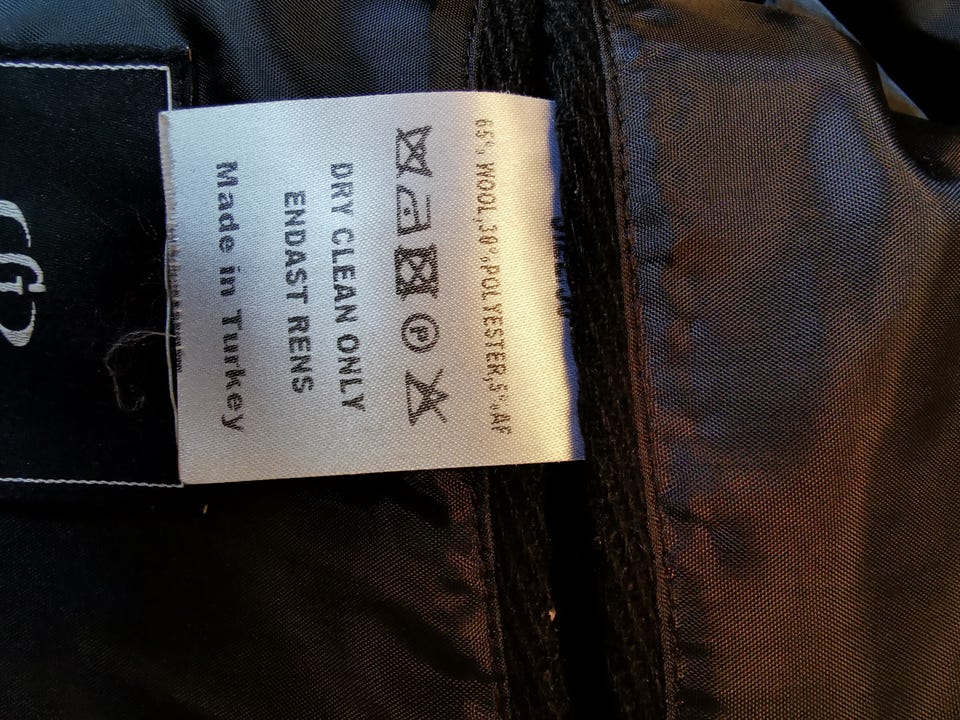 65% WOOL,30%POLYESTER,5%AF
P
DRY CLEAN ONLY
ENDAST RENS
Made in Turkey